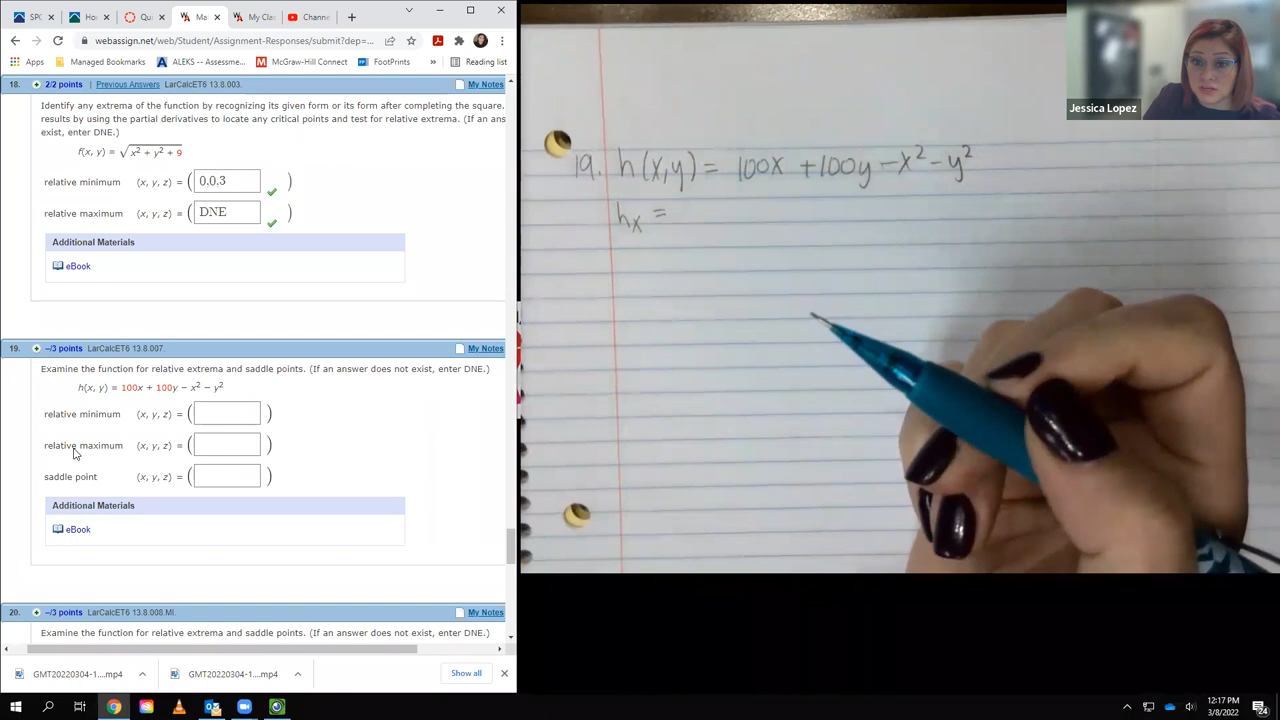 SPC
Ho
Qui
Ma
My Cla
Chann
webassign.net/web/Student/Assignment-Responses/submit?dep=...
Apps
Managed Bookmarks
ALEKS -...
McGraw-Hill Connect
FootPrints
»
Reading list
18. 2/2 points | Previous Answers LarCalcET6 13.8.003. My Notes
Identify any extrema of the function by recognizing its given form or its form after completing the square.
results by using the partial derivatives to locate any critical points and test for relative extrema. (If an ans
exist, enter DNE.)
f(x, y) = √x² + y² + 9
relative minimum (x, y, z) = ( 0,0,3 )
relative maximum (x, y, z) = ( DNE )
Additional Materials
eBook
19. –/3 points LarCalcET6 13.8.007. My Notes
Examine the function for relative extrema and saddle points. (If an answer does not exist, enter DNE.)
h(x, y) = 100x + 100y − x² − y²
relative minimum (x, y, z) = ( )
relative maximum (x, y, z) = ( )
saddle point (x, y, z) = ( )
Additional Materials
eBook
20. –/3 points LarCalcET6 13.8.008.MI. My Notes
Examine the function for relative extrema and saddle points. (If an answer does not exist, enter DNE.)
GMT20220304-1....mp4
GMT20220304-1....mp4
Show all
19. h(x,y) = 100x +100y −x² −y²
hx =
Jessica Lopez
12:17 PM
3/8/2022
24